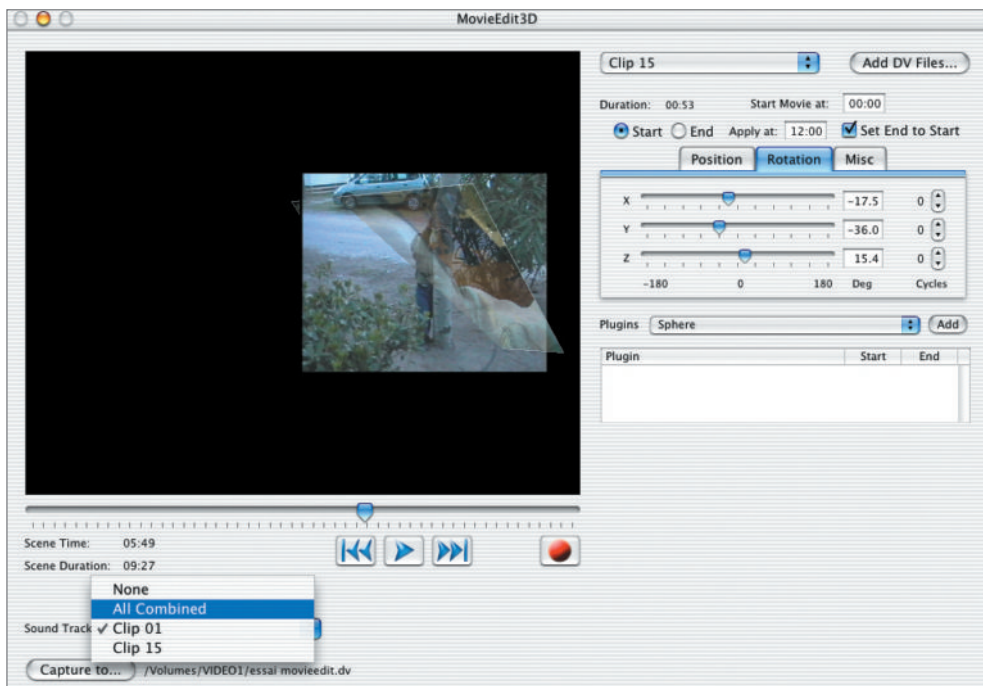 MovieEdit3D
Clip 15
Add DV Files...
Duration: 00:53 Start Movie at: 00:00
Start End Apply at: 12:00 Set End to Start
Position Rotation Misc
X -17.5 0
Y -36.0 0
Z 15.4 0
-180 0 180 Deg Cycles
Plugins Sphere Add
Plugin Start End
Scene Time: 05:49
Scene Duration: 09:27
None
All Combined
Sound Track ✓ Clip 01
Clip 15
Capture to... /Volumes/VIDEO1/essai movieedit.dv